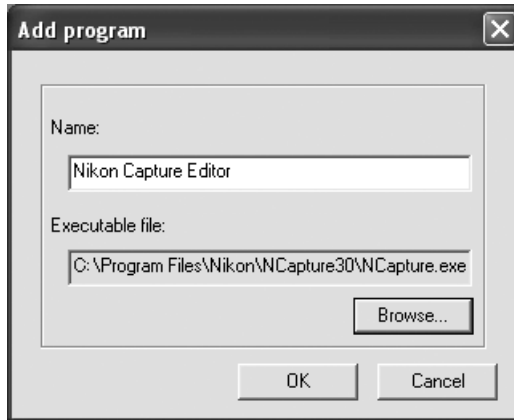 Add program
Name:
Nikon Capture Editor
Executable file:
C:\Program Files\Nikon\NCapture30\NCapture.exe
Browse...
OK
Cancel